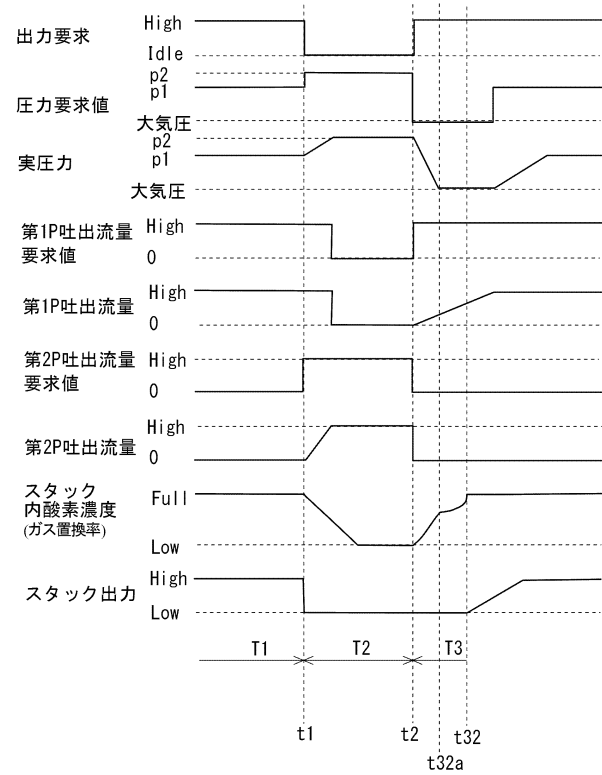 出力要求
High
Idle
圧力要求値
p2
p1
大気圧
実圧力
p2
p1
大気圧
第1P吐出流量
要求値
High
0
第1P吐出流量
High
0
第2P吐出流量
要求値
High
0
第2P吐出流量
High
0
スタック
内酸素濃度
(ガス置換率)
Full
Low
スタック出力
High
Low
T1 T2 T3
t1 t2 t32
t32a